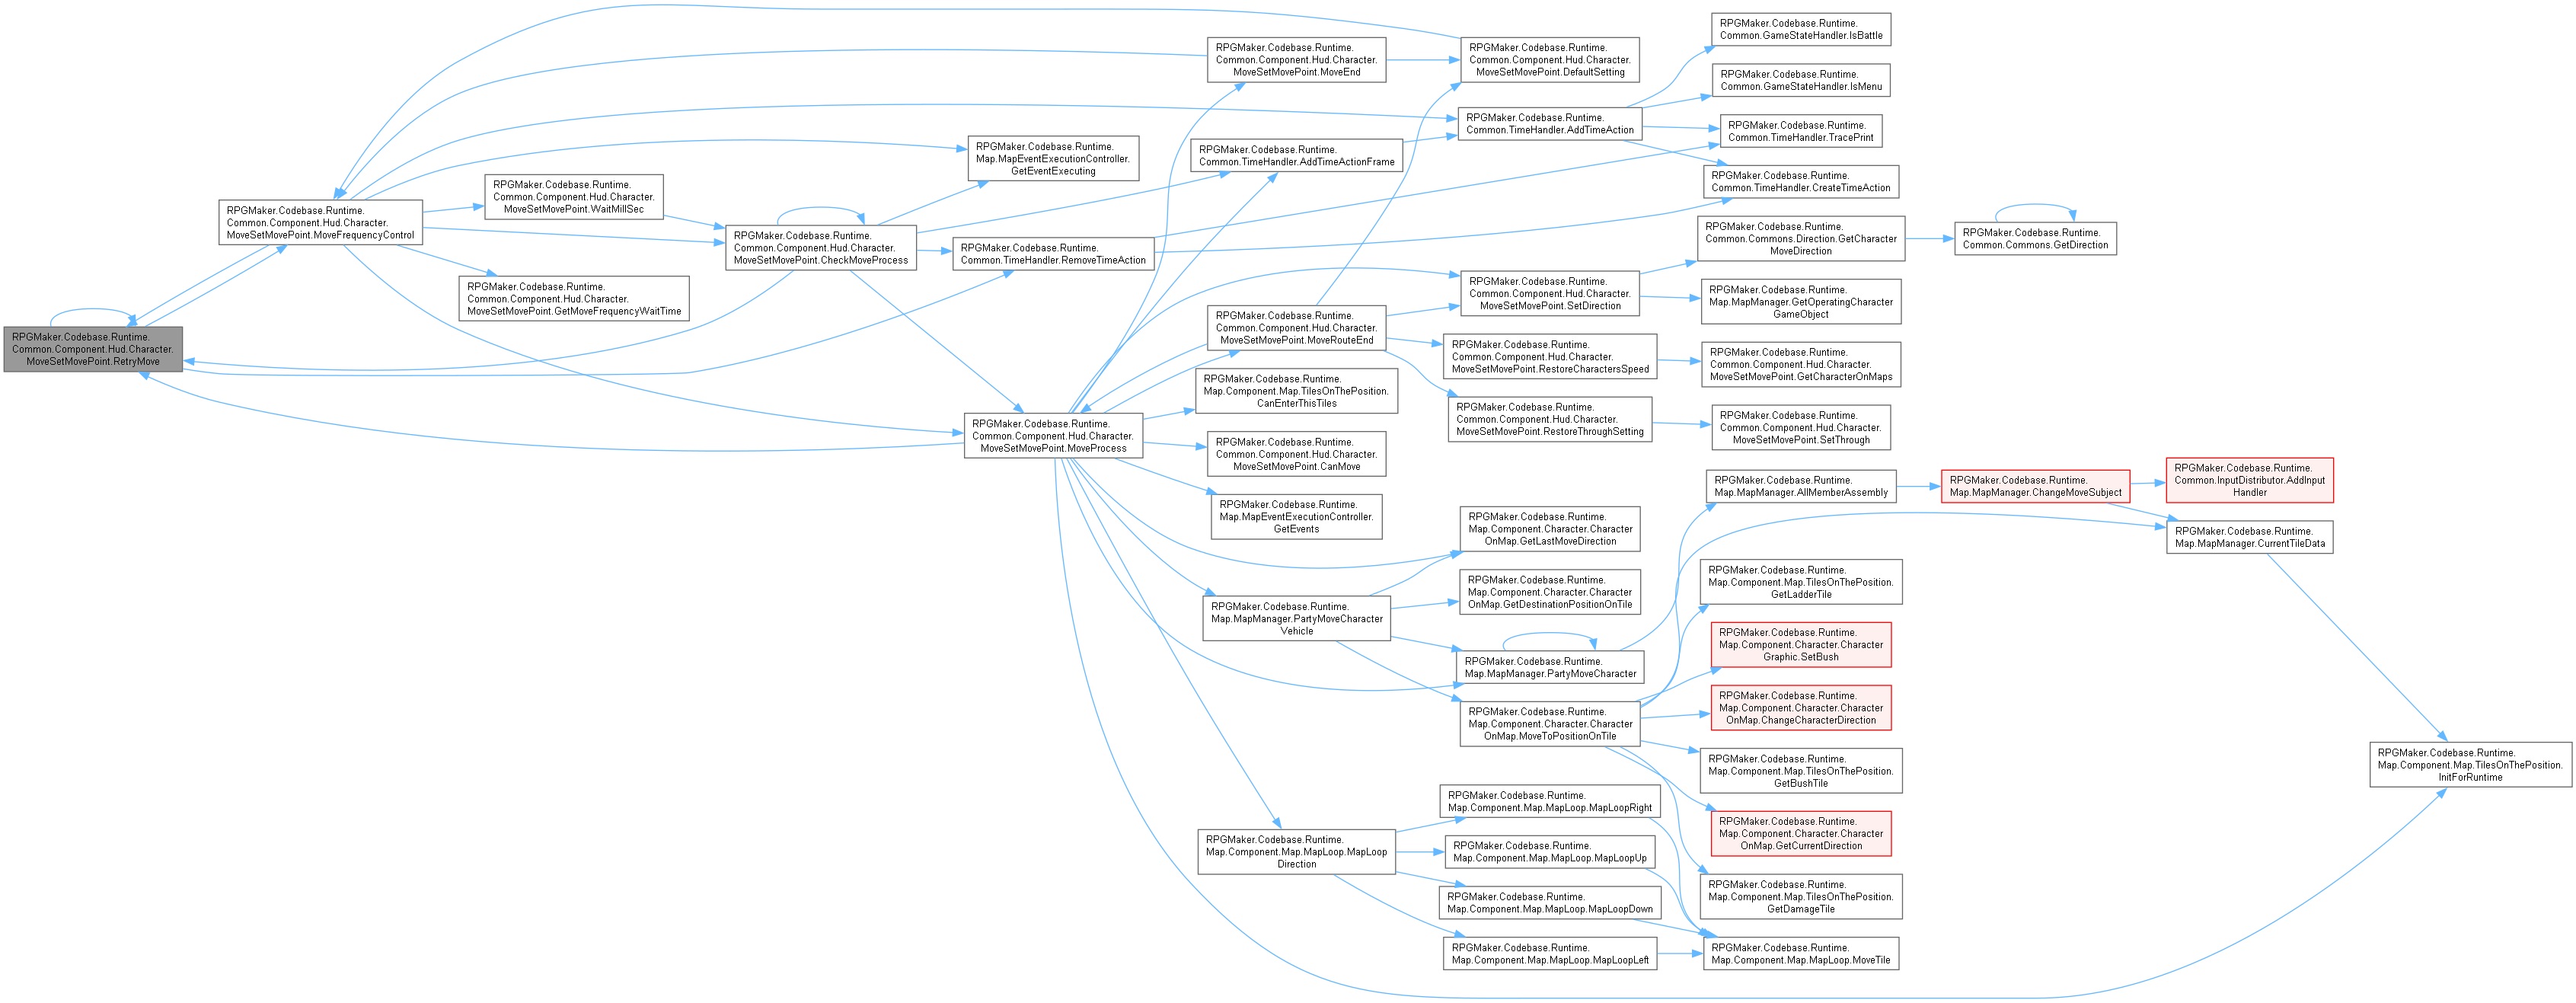 RPGMaker.Codebase.Runtime.
Common.Component.Hud.Character.
MoveSetMovePoint.RetryMove
RPGMaker.Codebase.Runtime.
Common.Component.Hud.Character.
MoveSetMovePoint.MoveFrequencyControl
RPGMaker.Codebase.Runtime.
Common.Component.Hud.Character.
MoveSetMovePoint.WaitMillSec
RPGMaker.Codebase.Runtime.
Common.Component.Hud.Character.
MoveSetMovePoint.GetMoveFrequencyWaitTime
RPGMaker.Codebase.Runtime.
Common.Component.Hud.Character.
MoveSetMovePoint.CheckMoveProcess
RPGMaker.Codebase.Runtime.
Map.MapEventExecutionController.
GetEventExecuting
RPGMaker.Codebase.Runtime.
Common.TimeHandler.RemoveTimeAction
RPGMaker.Codebase.Runtime.
Common.Component.Hud.Character.
MoveSetMovePoint.MoveProcess
RPGMaker.Codebase.Runtime.
Common.Component.Hud.Character.
MoveSetMovePoint.MoveEnd
RPGMaker.Codebase.Runtime.
Common.TimeHandler.AddTimeActionFrame
RPGMaker.Codebase.Runtime.
Common.Component.Hud.Character.
MoveSetMovePoint.MoveRouteEnd
RPGMaker.Codebase.Runtime.
Map.Component.Map.TilesOnThePosition.
CanEnterThisTiles
RPGMaker.Codebase.Runtime.
Common.Component.Hud.Character.
MoveSetMovePoint.CanMove
RPGMaker.Codebase.Runtime.
Map.MapEventExecutionController.
GetEvents
RPGMaker.Codebase.Runtime.
Map.MapManager.PartyMoveCharacter
Vehicle
RPGMaker.Codebase.Runtime.
Map.Component.Map.MapLoop.MapLoop
Direction
RPGMaker.Codebase.Runtime.
Common.Component.Hud.Character.
MoveSetMovePoint.DefaultSetting
RPGMaker.Codebase.Runtime.
Common.TimeHandler.AddTimeAction
RPGMaker.Codebase.Runtime.
Common.Component.Hud.Character.
MoveSetMovePoint.SetDirection
RPGMaker.Codebase.Runtime.
Common.Component.Hud.Character.
MoveSetMovePoint.RestoreCharactersSpeed
RPGMaker.Codebase.Runtime.
Common.Component.Hud.Character.
MoveSetMovePoint.RestoreThroughSetting
RPGMaker.Codebase.Runtime.
Map.Component.Character.Character
OnMap.GetLastMoveDirection
RPGMaker.Codebase.Runtime.
Map.Component.Character.Character
OnMap.GetDestinationPositionOnTile
RPGMaker.Codebase.Runtime.
Map.MapManager.PartyMoveCharacter
RPGMaker.Codebase.Runtime.
Map.Component.Character.Character
OnMap.MoveToPositionOnTile
RPGMaker.Codebase.Runtime.
Map.Component.Map.MapLoop.MapLoopRight
RPGMaker.Codebase.Runtime.
Map.Component.Map.MapLoop.MapLoopUp
RPGMaker.Codebase.Runtime.
Map.Component.Map.MapLoop.MapLoopDown
RPGMaker.Codebase.Runtime.
Map.Component.Map.MapLoop.MapLoopLeft
RPGMaker.Codebase.Runtime.
Common.GameStateHandler.IsBattle
RPGMaker.Codebase.Runtime.
Common.GameStateHandler.IsMenu
RPGMaker.Codebase.Runtime.
Common.TimeHandler.TracePrint
RPGMaker.Codebase.Runtime.
Common.TimeHandler.CreateTimeAction
RPGMaker.Codebase.Runtime.
Common.Commons.Direction.GetCharacter
MoveDirection
RPGMaker.Codebase.Runtime.
Map.MapManager.GetOperatingCharacter
GameObject
RPGMaker.Codebase.Runtime.
Common.Component.Hud.Character.
MoveSetMovePoint.GetCharacterOnMaps
RPGMaker.Codebase.Runtime.
Common.Component.Hud.Character.
MoveSetMovePoint.SetThrough
RPGMaker.Codebase.Runtime.
Map.MapManager.AllMemberAssembly
RPGMaker.Codebase.Runtime.
Map.Component.Map.TilesOnThePosition.
GetLadderTile
RPGMaker.Codebase.Runtime.
Map.Component.Character.Character
Graphic.SetBush
RPGMaker.Codebase.Runtime.
Map.Component.Character.Character
OnMap.ChangeCharacterDirection
RPGMaker.Codebase.Runtime.
Map.Component.Map.TilesOnThePosition.
GetBushTile
RPGMaker.Codebase.Runtime.
Map.Component.Character.Character
OnMap.GetCurrentDirection
RPGMaker.Codebase.Runtime.
Map.Component.Map.TilesOnThePosition.
GetDamageTile
RPGMaker.Codebase.Runtime.
Map.Component.Map.MapLoop.MoveTile
RPGMaker.Codebase.Runtime.
Common.Commons.GetDirection
RPGMaker.Codebase.Runtime.
Map.MapManager.ChangeMoveSubject
RPGMaker.Codebase.Runtime.
Common.InputDistributor.AddInput
Handler
RPGMaker.Codebase.Runtime.
Map.MapManager.CurrentTileData
RPGMaker.Codebase.Runtime.
Map.Component.Map.TilesOnThePosition.
InitForRuntime